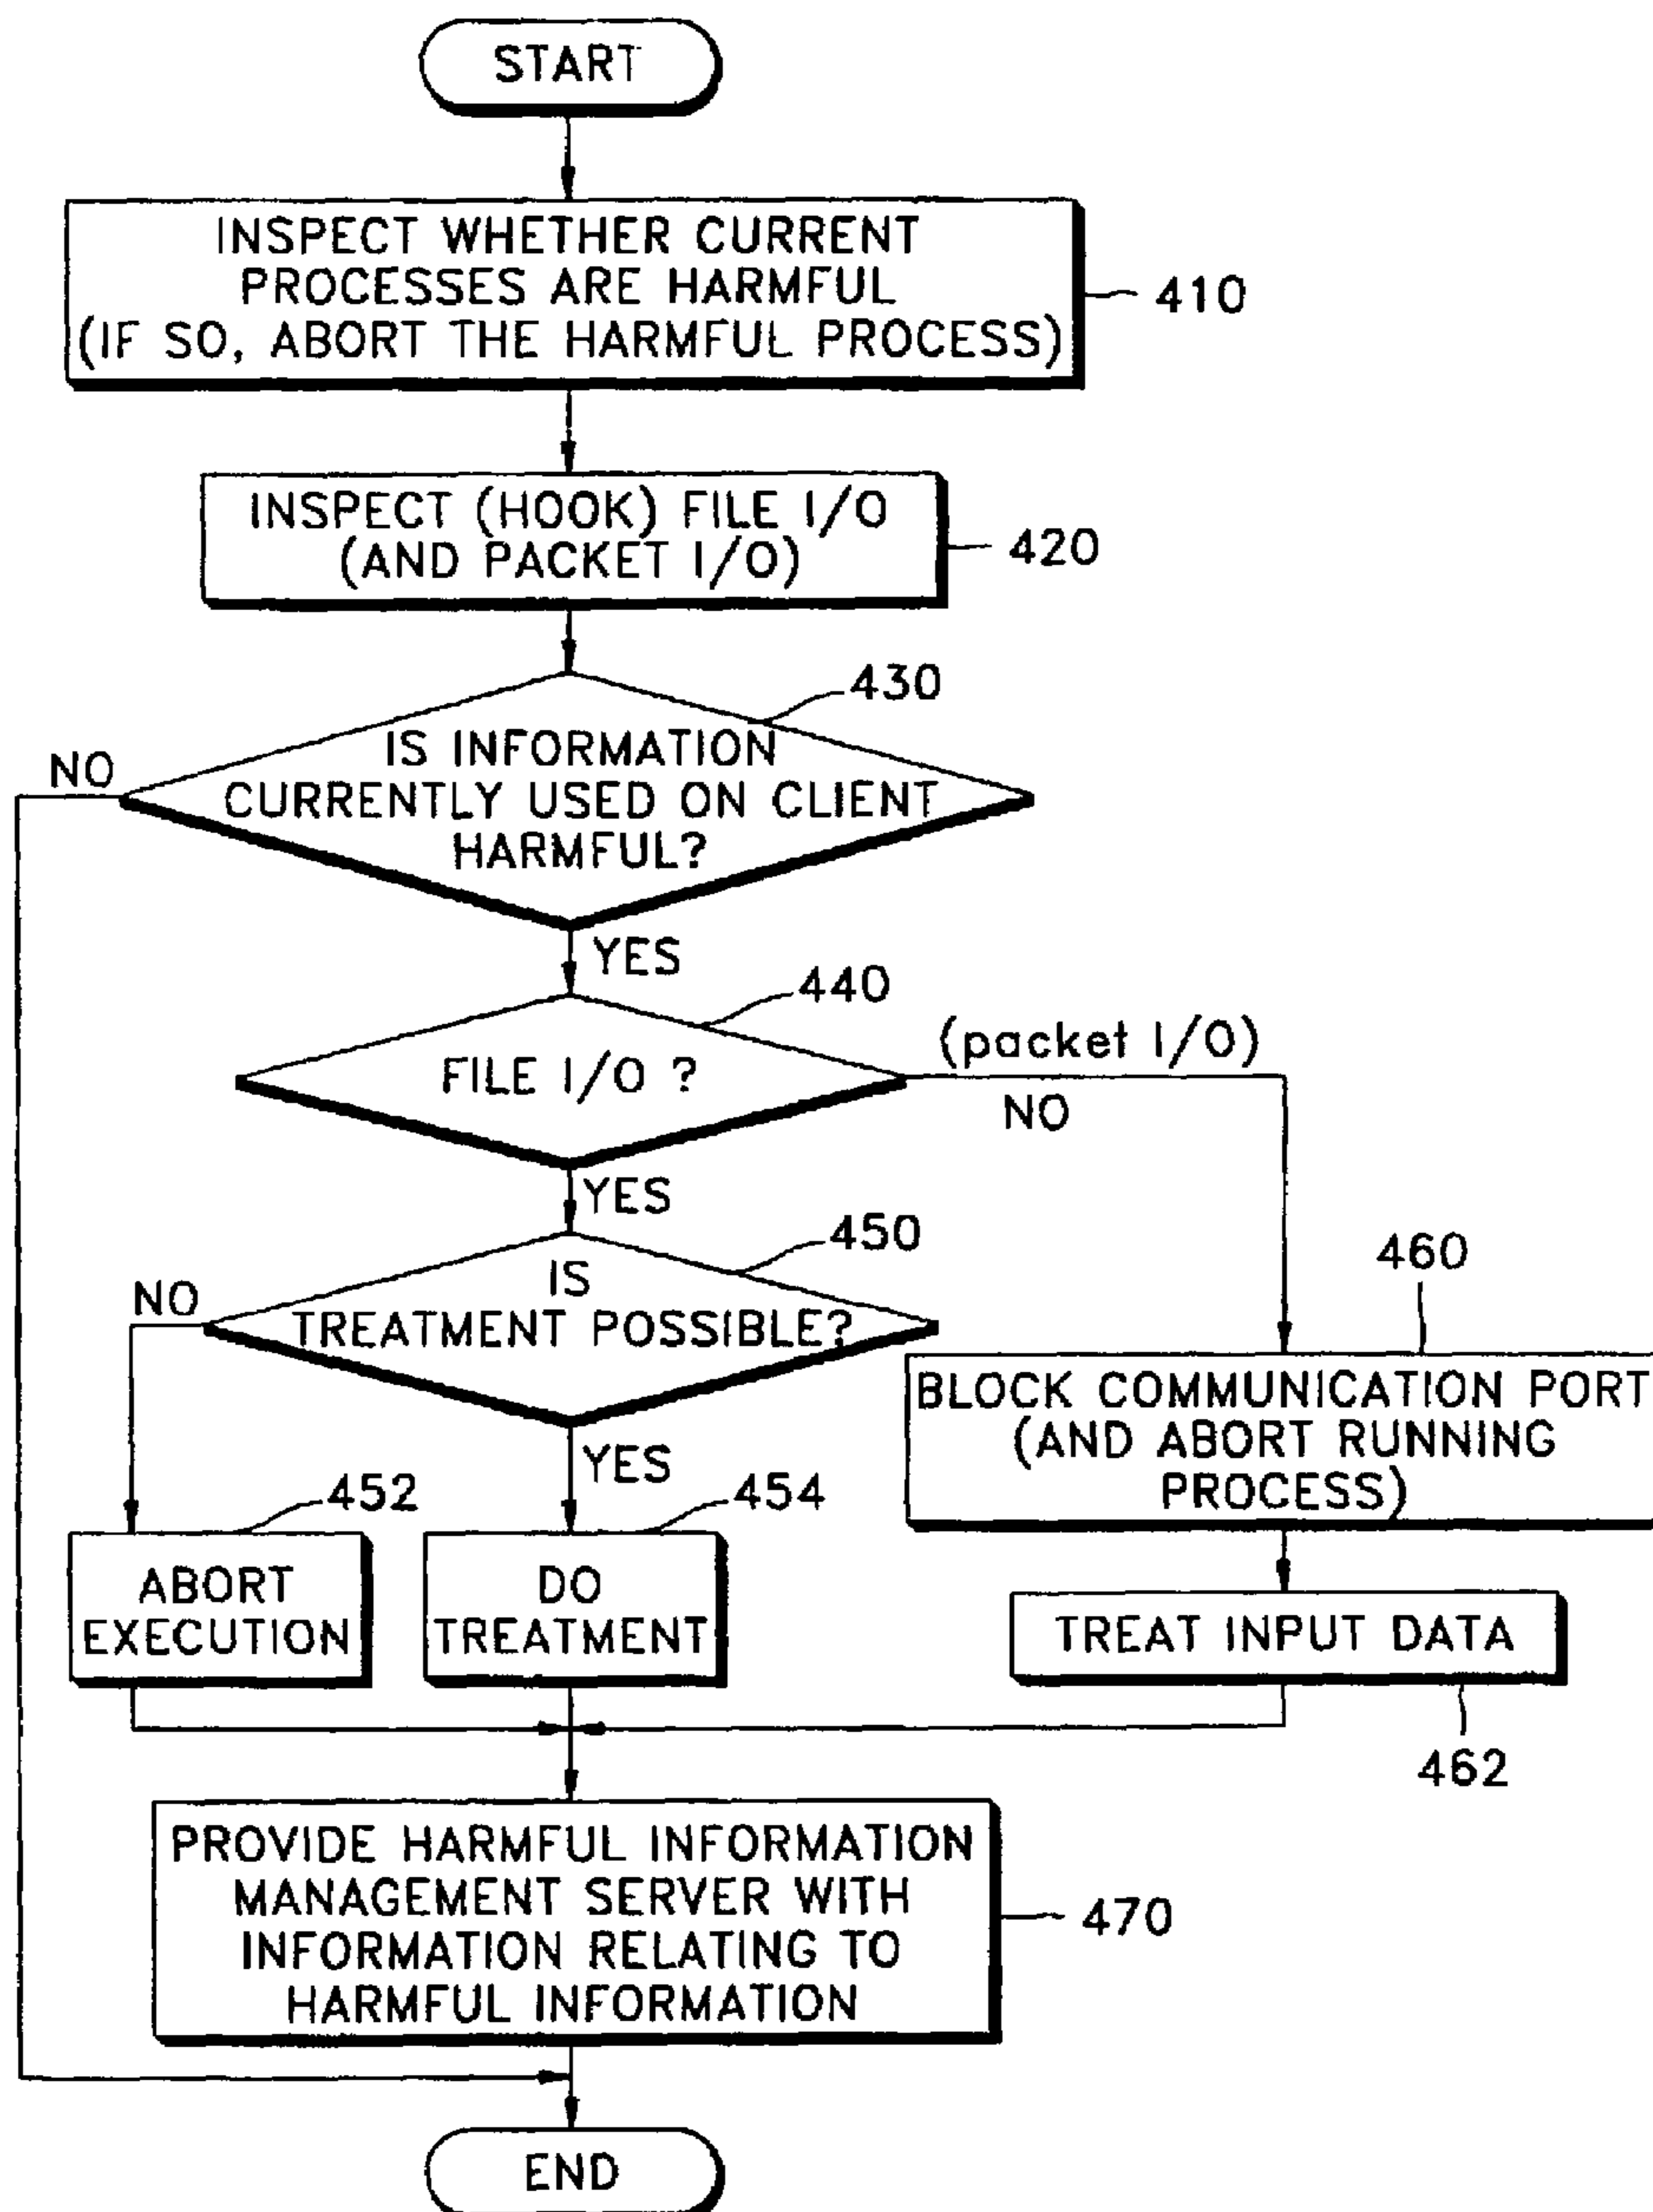 START
INSPECT WHETHER CURRENT
PROCESSES ARE HARMFUL
(IF SO, ABORT THE HARMFUL PROCESS)
410
INSPECT (HOOK) FILE I/O
(AND PACKET I/O)
420
430
IS INFORMATION
CURRENTLY USED ON CLIENT
HARMFUL?
NO
YES
440
FILE I/O ?
(packet I/O)
NO
YES
450
IS
TREATMENT POSSIBLE?
NO
YES
460
BLOCK COMMUNICATION PORT
(AND ABORT RUNNING
PROCESS)
452
ABORT
EXECUTION
454
DO
TREATMENT
TREAT INPUT DATA
462
PROVIDE HARMFUL INFORMATION
MANAGEMENT SERVER WITH
INFORMATION RELATING TO
HARMFUL INFORMATION
470
END